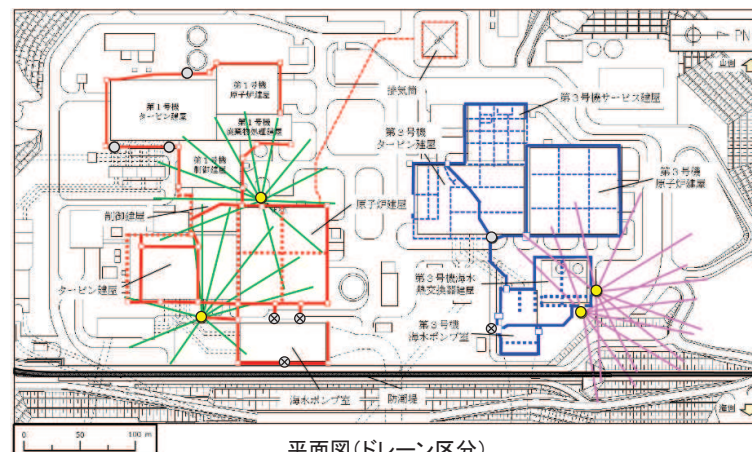 PN
山側
排気筒
第3号機サービス建屋
第1号機
原子炉建屋
第1号機
タービン建屋
第1号機
廃棄物処理建屋
第3号機
タービン建屋
第1号機
制御建屋
第3号機
原子炉建屋
制御建屋
原子炉建屋
タービン建屋
第3号機海水
熱交換器建屋
第3号機
海水ポンプ室
海水ポンプ室
防潮堤
海側
0 50 100 m
平面図(ドレーン区分)